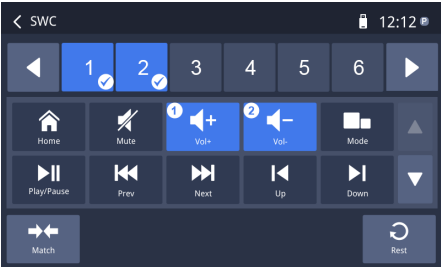 SWC 12:12 P
1 2 3 4 5 6
1 2
Home Mute Vol+ Vol- Mode
Play/Pause Prev Next Up Down
Match Rest